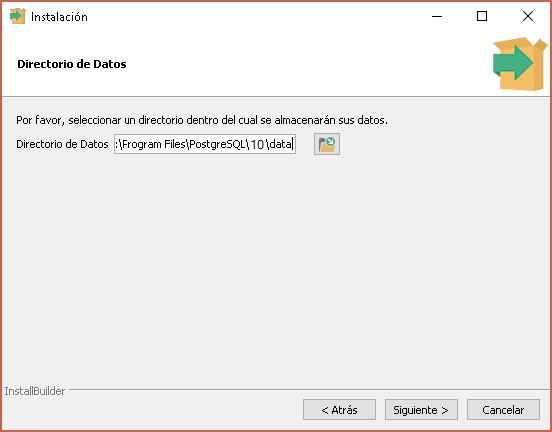 Instalación
Directorio de Datos
Por favor, seleccionar un directorio dentro del cual se almacenarán sus datos.
Directorio de Datos :\Frogram Files\PostgreSQL\10\data
InstallBuilder
< Atrás Siguiente > Cancelar